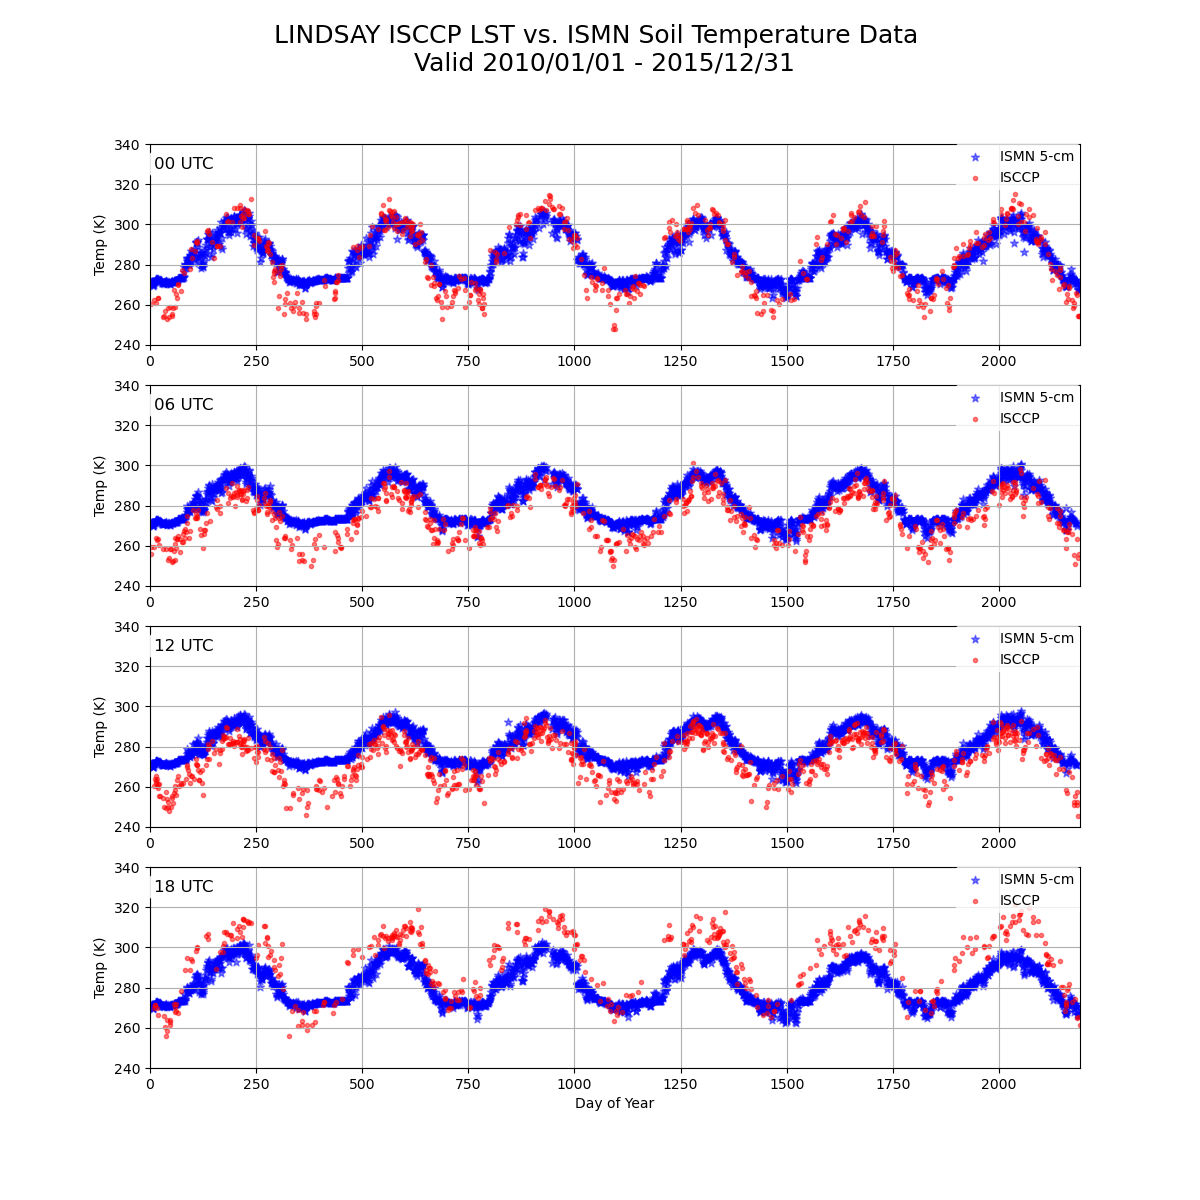 LINDSAY ISCCP LST vs. ISMN Soil Temperature Data
Valid 2010/01/01 - 2015/12/31
340
320
300
280
260
240
Temp (K)
00 UTC
ISMN 5-cm
ISCCP
0 250 500 750 1000 1250 1500 1750 2000
340
320
300
280
260
240
Temp (K)
06 UTC
ISMN 5-cm
ISCCP
0 250 500 750 1000 1250 1500 1750 2000
340
320
300
280
260
240
Temp (K)
12 UTC
ISMN 5-cm
ISCCP
0 250 500 750 1000 1250 1500 1750 2000
340
320
300
280
260
240
Temp (K)
18 UTC
ISMN 5-cm
ISCCP
0 250 500 750 1000 1250 1500 1750 2000
Day of Year